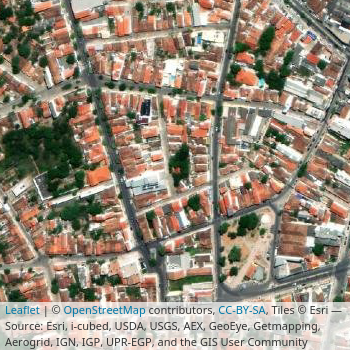 Leaflet | © OpenStreetMap contributors, CC-BY-SA, Tiles © Esri —
Source: Esri, i-cubed, USDA, USGS, AEX, GeoEye, Getmapping,
Aerogrid, IGN, IGP, UPR-EGP, and the GIS User Community